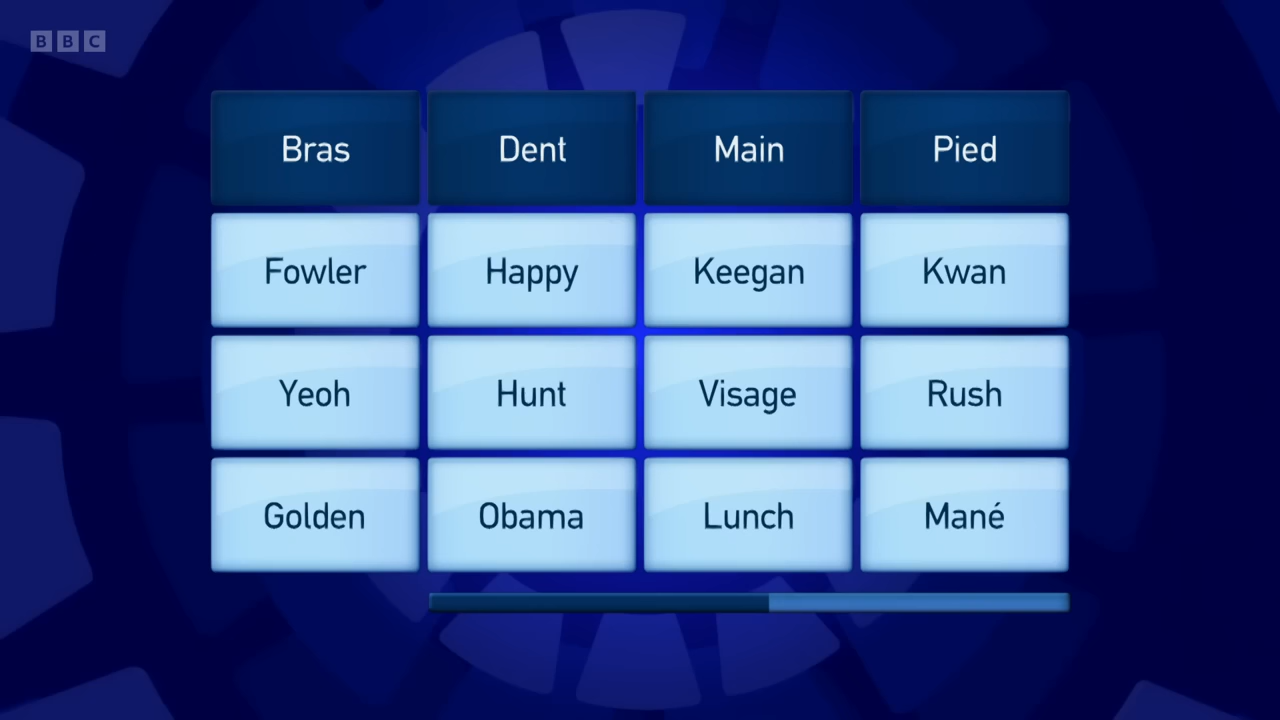 BBC
Bras Dent Main Pied
Fowler Happy Keegan Kwan
Yeoh Hunt Visage Rush
Golden Obama Lunch Mané